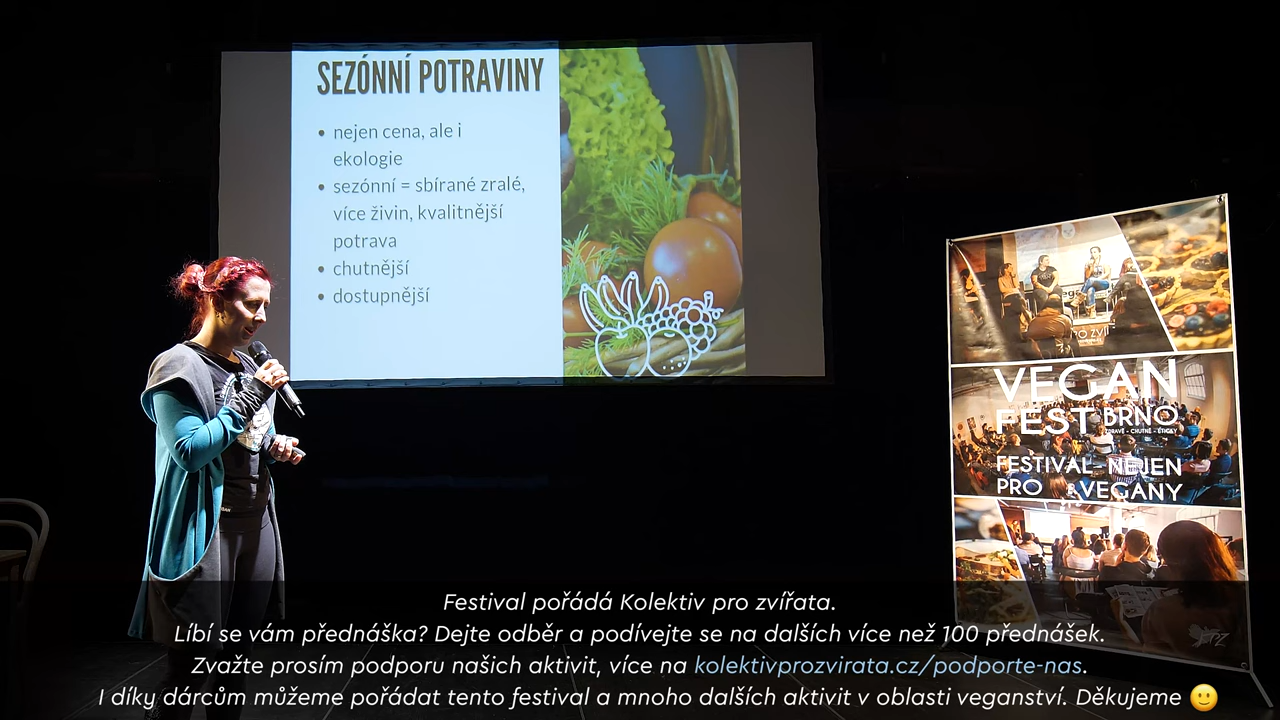 SEZÓNNÍ POTRAVINY
• nejen cena, ale i
ekologie
• sezónní = sbírané zralé,
více živin, kvalitnější
potrava
• chutnější
• dostupnější
VEGAN
FEST BRNO
ZDRAVĚ - CHUTNĚ - ETICKY
FESTIVAL NEJEN
PRO VEGANY
Festival pořádá Kolektiv pro zvířata.
Líbí se vám přednáška? Dejte odběr a podívejte se na dalších více než 100 přednášek.
Zvažte prosím podporu našich aktivit, více na kolektivprozvirata.cz/podporte-nas.
I díky dárcům můžeme pořádat tento festival a mnoho dalších aktivit v oblasti veganství. Děkujeme 🙂